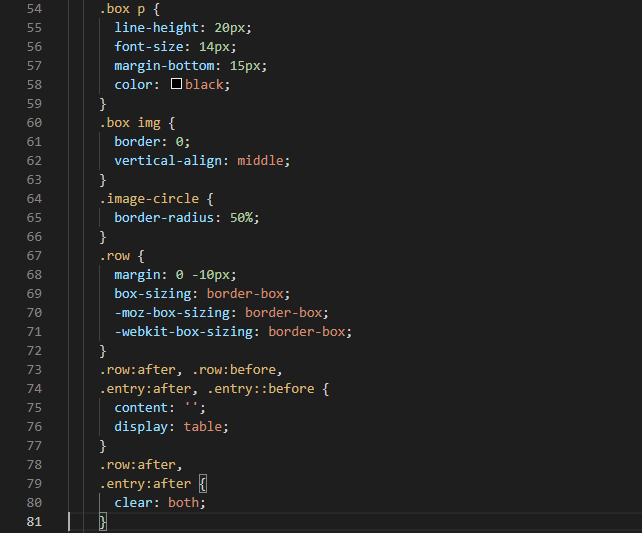 54 .box p {
55 line-height: 20px;
56 font-size: 14px;
57 margin-bottom: 15px;
58 color: black;
59 }
60 .box img {
61 border: 0;
62 vertical-align: middle;
63 }
64 .image-circle {
65 border-radius: 50%;
66 }
67 .row {
68 margin: 0 -10px;
69 box-sizing: border-box;
70 -moz-box-sizing: border-box;
71 -webkit-box-sizing: border-box;
72 }
73 .row:after, .row:before,
74 .entry:after, .entry::before {
75 content: '';
76 display: table;
77 }
78 .row:after,
79 .entry:after {
80 clear: both;
81 }